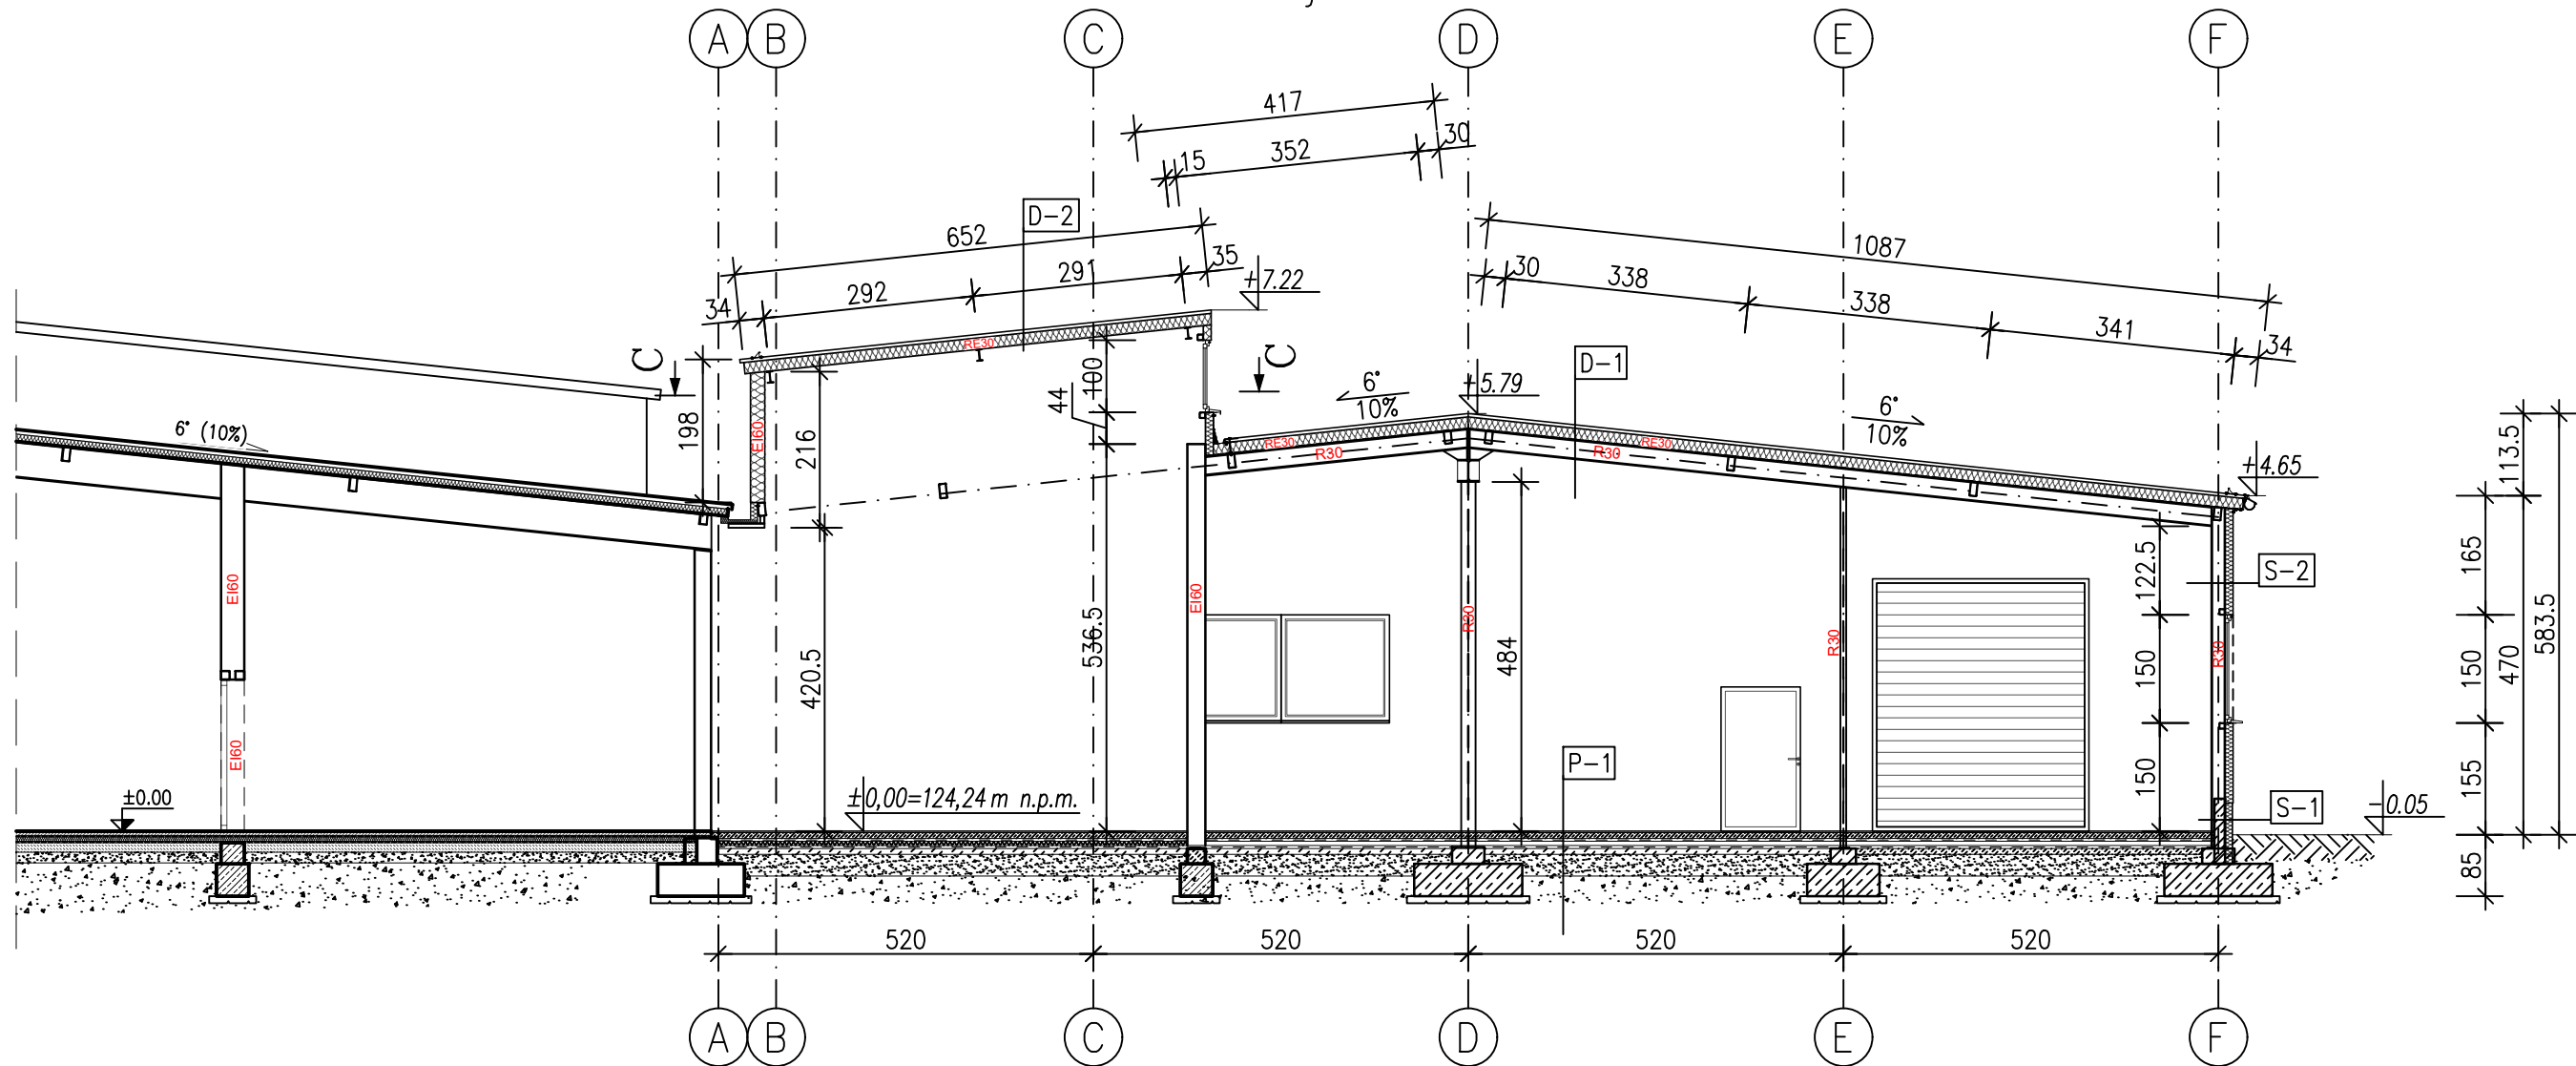 A B C D E F
417
15 352 30
D-2
652
34 292 291 35
+7.22
1087
30 338 338 341 34
C C
198
100
44
216
EI60
RE30
6° (10%)
6°
10%
+5.79
D-1
6°
10%
RE30
R30
RE30
R30
+4.65
113.5
583.5
470
165
150
155
85
122.5
150
150
S-2
S-1
EI60
EI60
420.5
536.5
EI60
R30
484
R30
R30
P-1
±0.00
±0,00=124,24 m n.p.m.
-0.05
520 520 520 520
A B C D E F